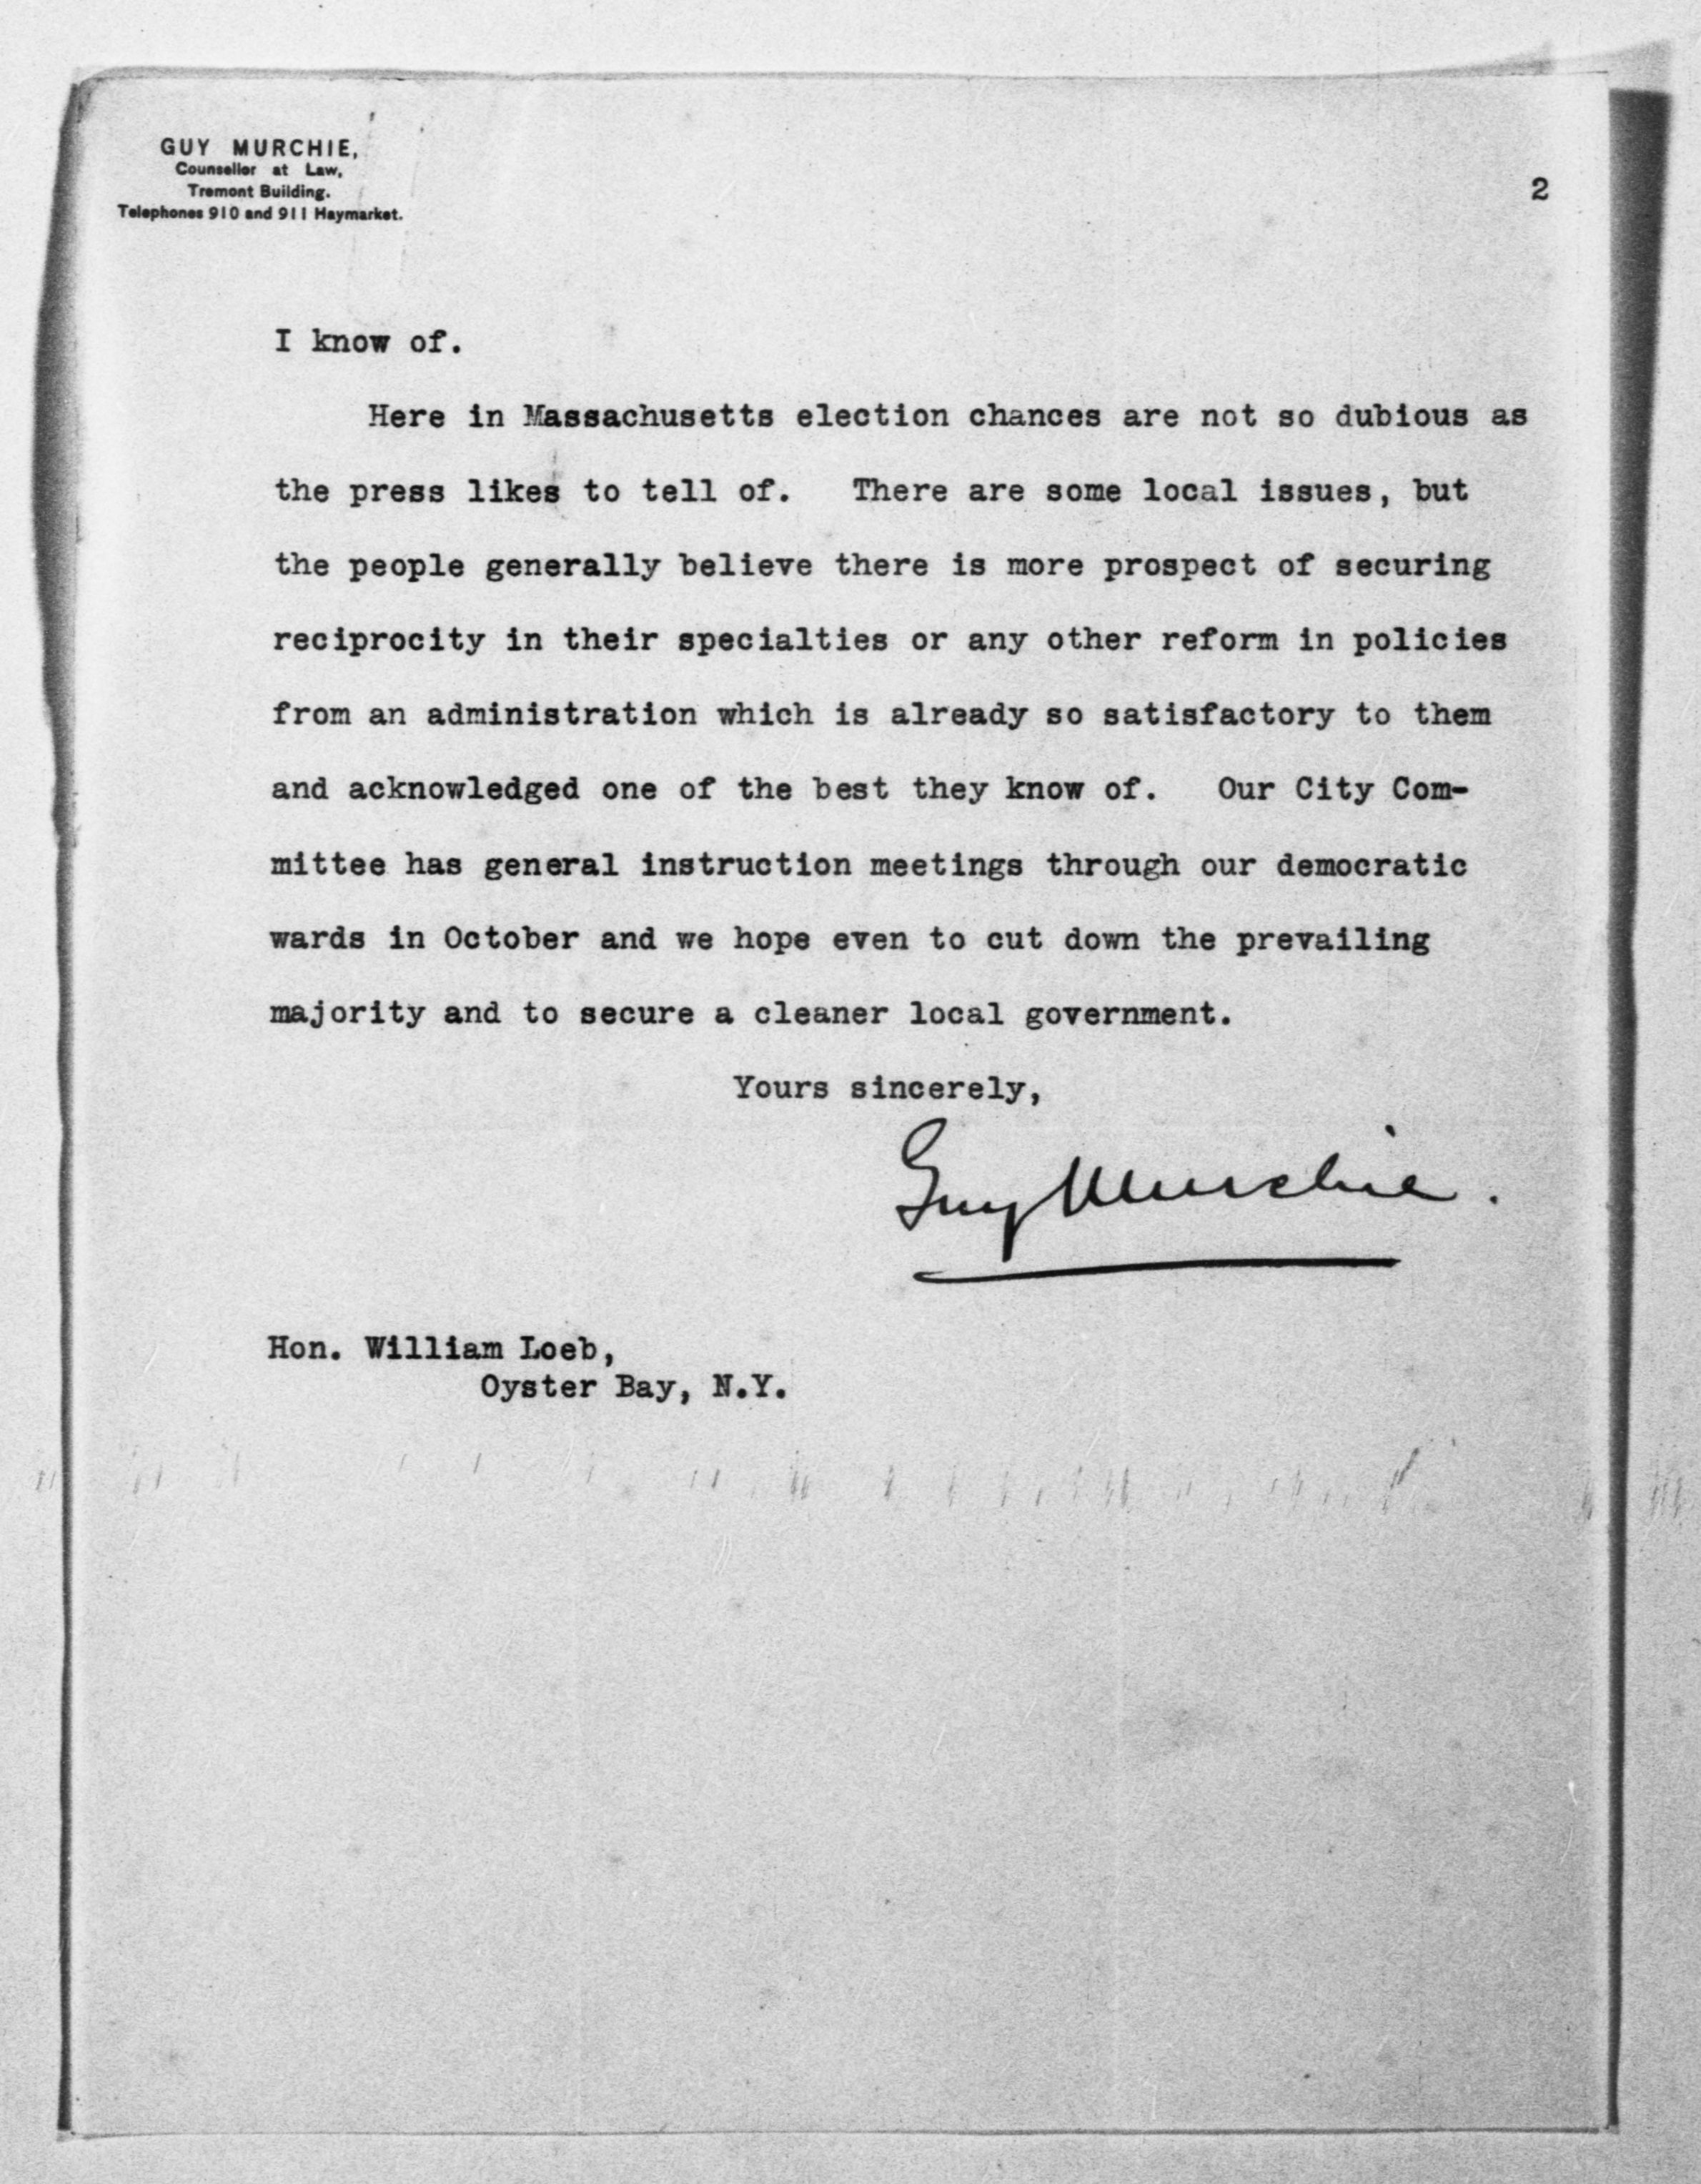 GUY MURCHIE,
Counsellor at Law,
Tremont Building.
Telephones 910 and 911 Haymarket.
2
I know of.
Here in Massachusetts election chances are not so dubious as
the press likes to tell of. There are some local issues, but
the people generally believe there is more prospect of securing
reciprocity in their specialties or any other reform in policies
from an administration which is already so satisfactory to them
and acknowledged one of the best they know of. Our City Com-
mittee has general instruction meetings through our democratic
wards in October and we hope even to cut down the prevailing
majority and to secure a cleaner local government.
Yours sincerely,
Guy Murchie.
Hon. William Loeb,
Oyster Bay, N.Y.